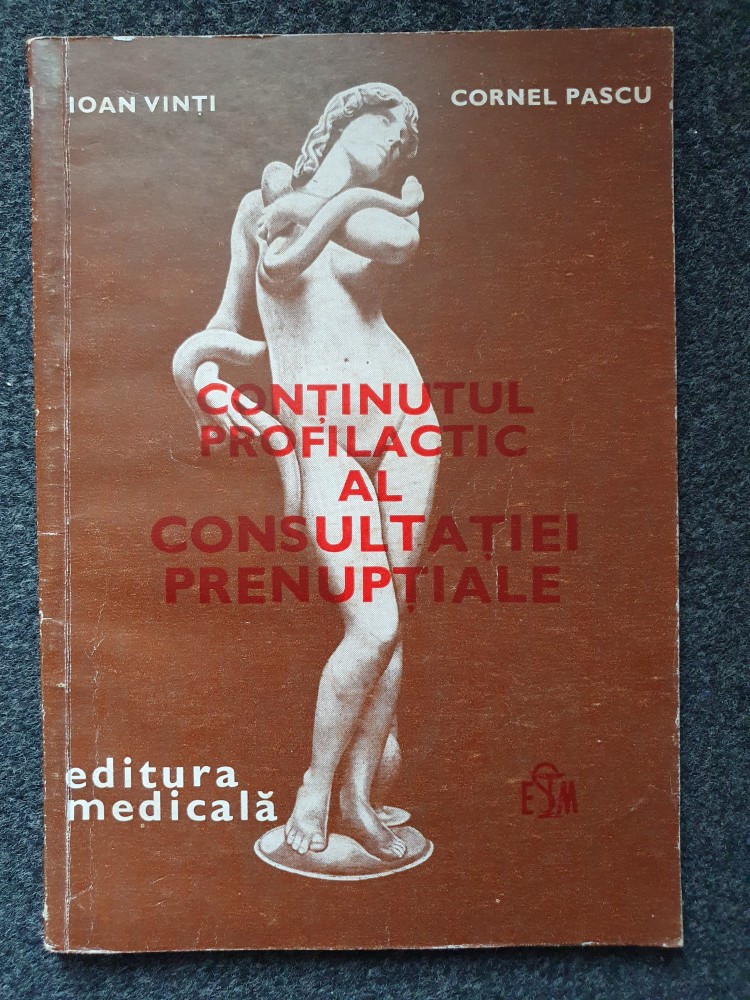 IOAN VINȚI
CORNEL PASCU
CONȚINUTUL
PROFILACTIC
AL
CONSULTAȚIEI
PRENUPȚIALE
editura
medicală
ESM